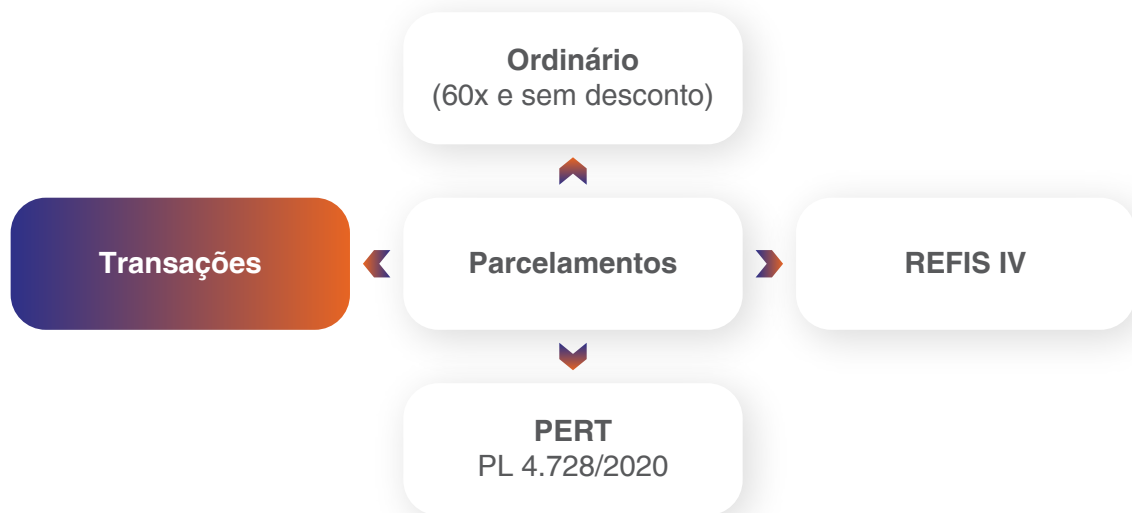 Ordinário
(60x e sem desconto)
Transações
Parcelamentos
REFIS IV
PERT
PL 4.728/2020